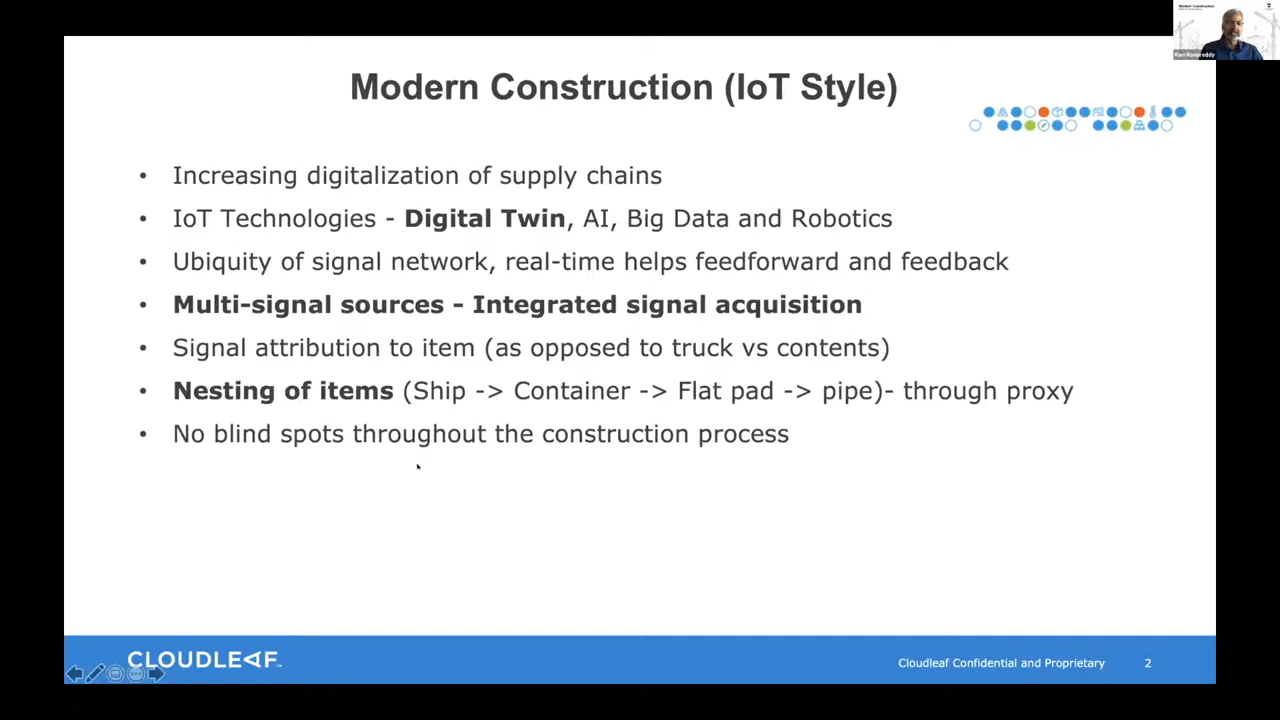 Modern Construction
Modern Construction (IoT Style)
• Increasing digitalization of supply chains
• IoT Technologies - Digital Twin, AI, Big Data and Robotics
• Ubiquity of signal network, real-time helps feedforward and feedback
• Multi-signal sources - Integrated signal acquisition
• Signal attribution to item (as opposed to truck vs contents)
• Nesting of items (Ship -> Container -> Flat pad -> pipe)- through proxy
• No blind spots throughout the construction process
CLOUDLEAF™
Cloudleaf Confidential and Proprietary 2